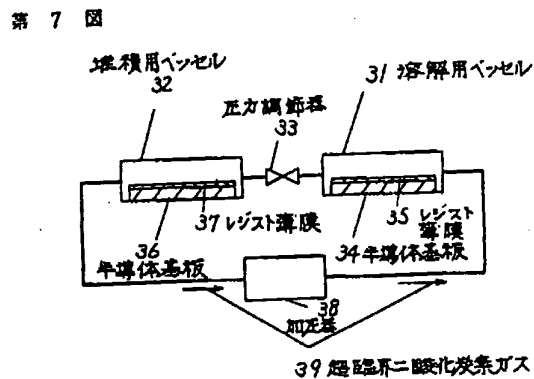 第 7 図
堆積用ベッセル
32
31 溶解用ベッセル
圧力調節器
33
37 レジスト薄膜
35 レジスト
薄膜
36
半導体基板
34 半導体基板
38
加圧器
39 超臨界二酸化炭素ガス